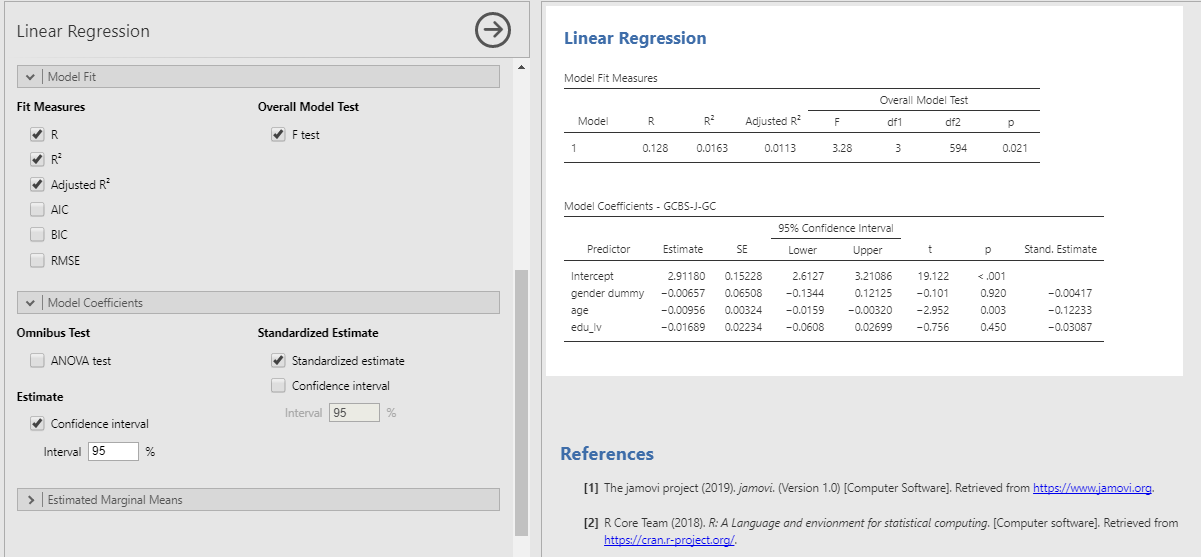 Linear Regression
Model Fit
Fit Measures
Overall Model Test
R
F test
R²
Adjusted R²
AIC
BIC
RMSE
Model Coefficients
Omnibus Test
Standardized Estimate
ANOVA test
Standardized estimate
Confidence interval
Interval 95 %
Estimate
Confidence interval
Interval 95 %
Estimated Marginal Means
Linear Regression
Model Fit Measures
Overall Model Test
Model R R² Adjusted R² F df1 df2 p
1 0.128 0.0163 0.0113 3.28 3 594 0.021
Model Coefficients - GCBS-J-GC
95% Confidence Interval
Predictor Estimate SE Lower Upper t p Stand. Estimate
Intercept 2.91180 0.15228 2.6127 3.21086 19.122 < .001
gender dummy −0.00657 0.06508 −0.1344 0.12125 −0.101 0.920 −0.00417
age −0.00956 0.00324 −0.0159 −0.00320 −2.952 0.003 −0.12233
edu_lv −0.01689 0.02234 −0.0608 0.02699 −0.756 0.450 −0.03087
References
[1] The jamovi project (2019). jamovi. (Version 1.0) [Computer Software]. Retrieved from https://www.jamovi.org.
[2] R Core Team (2018). R: A Language and envionment for statistical computing. [Computer software]. Retrieved from
https://cran.r-project.org/.